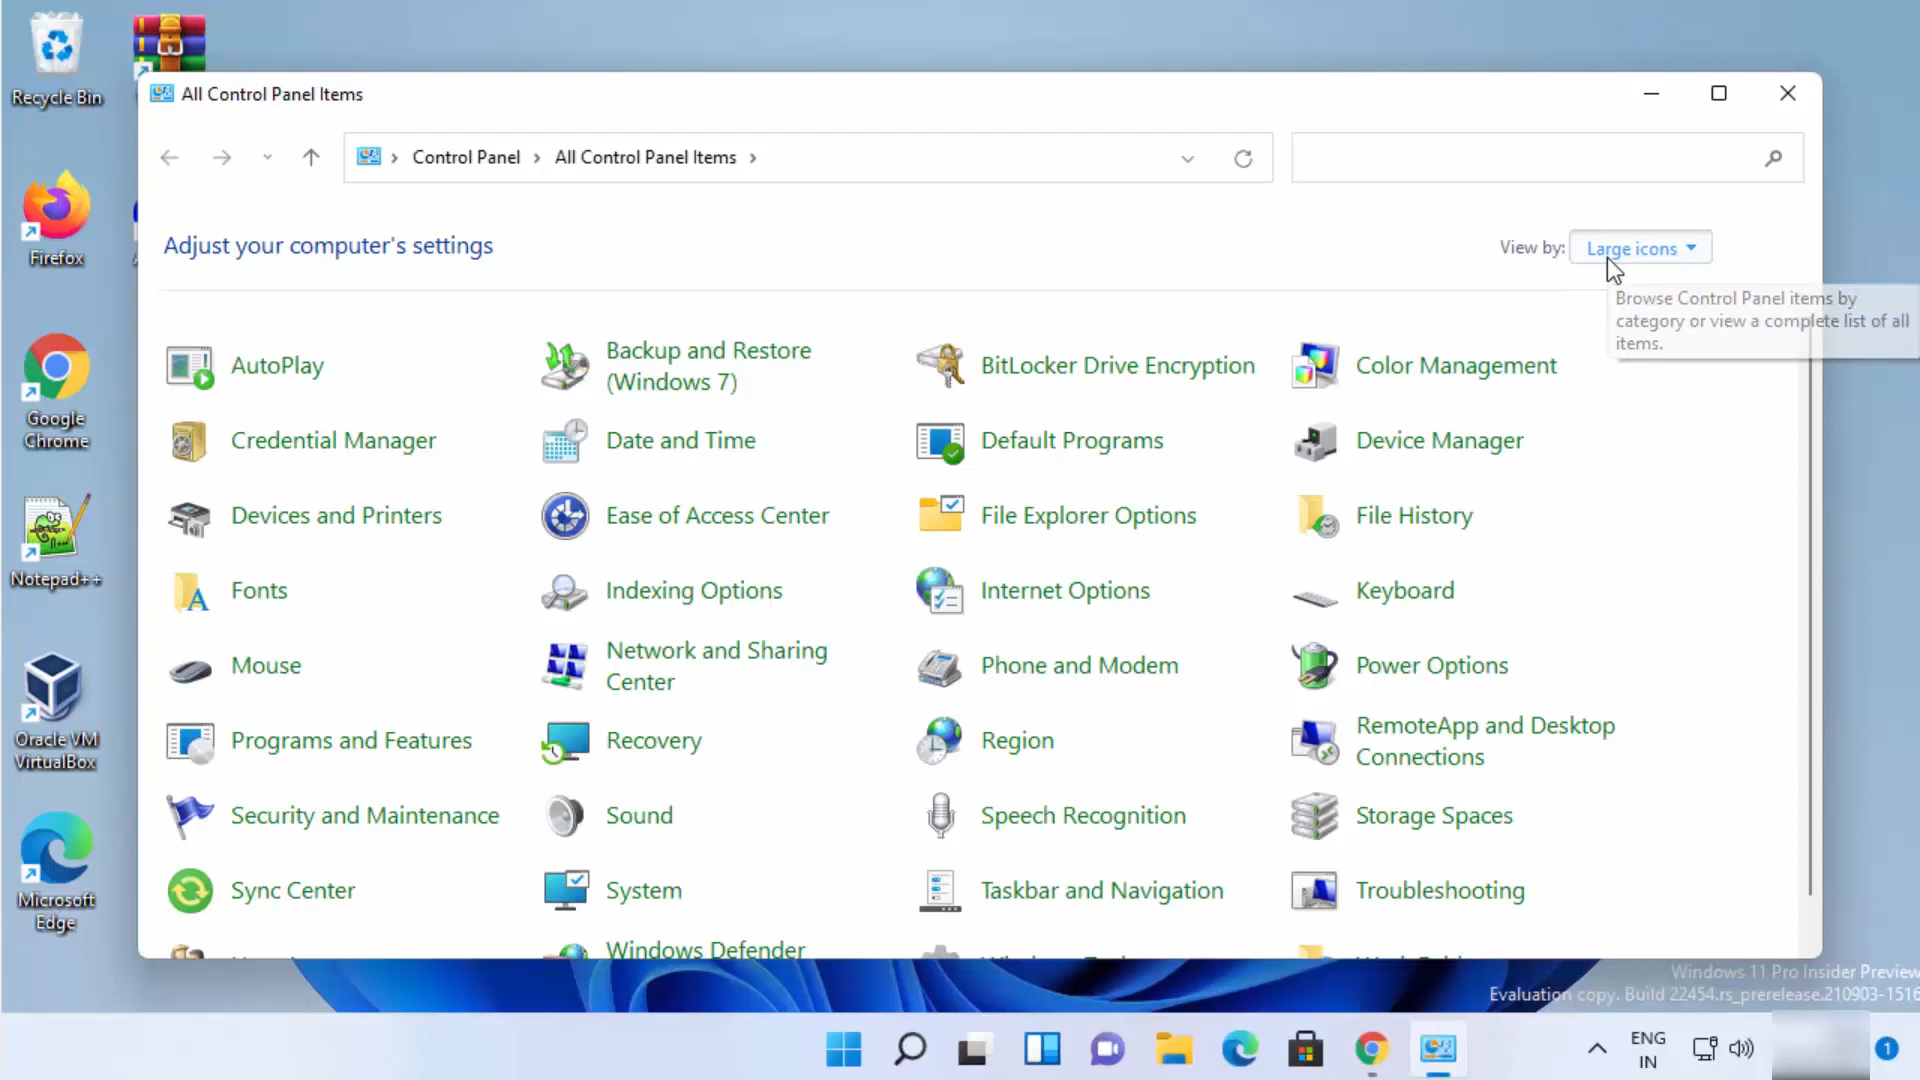 Recycle Bin
Firefox
Google
Chrome
Notepad++
Oracle VM
VirtualBox
Microsoft
Edge
All Control Panel Items
Control Panel
All Control Panel Items
Adjust your computer's settings
View by:
Large icons
Browse Control Panel items by
category or view a complete list of all
items.
AutoPlay
Backup and Restore
(Windows 7)
BitLocker Drive Encryption
Color Management
Credential Manager
Date and Time
Default Programs
Device Manager
Devices and Printers
Ease of Access Center
File Explorer Options
File History
Fonts
Indexing Options
Internet Options
Keyboard
Mouse
Network and Sharing
Center
Phone and Modem
Power Options
Programs and Features
Recovery
Region
RemoteApp and Desktop
Connections
Security and Maintenance
Sound
Speech Recognition
Storage Spaces
Sync Center
System
Taskbar and Navigation
Troubleshooting
Windows Defender
Windows 11 Pro Insider Preview
Evaluation copy. Build 22454.rs_prerelease.210903-1516
ENG
IN
1